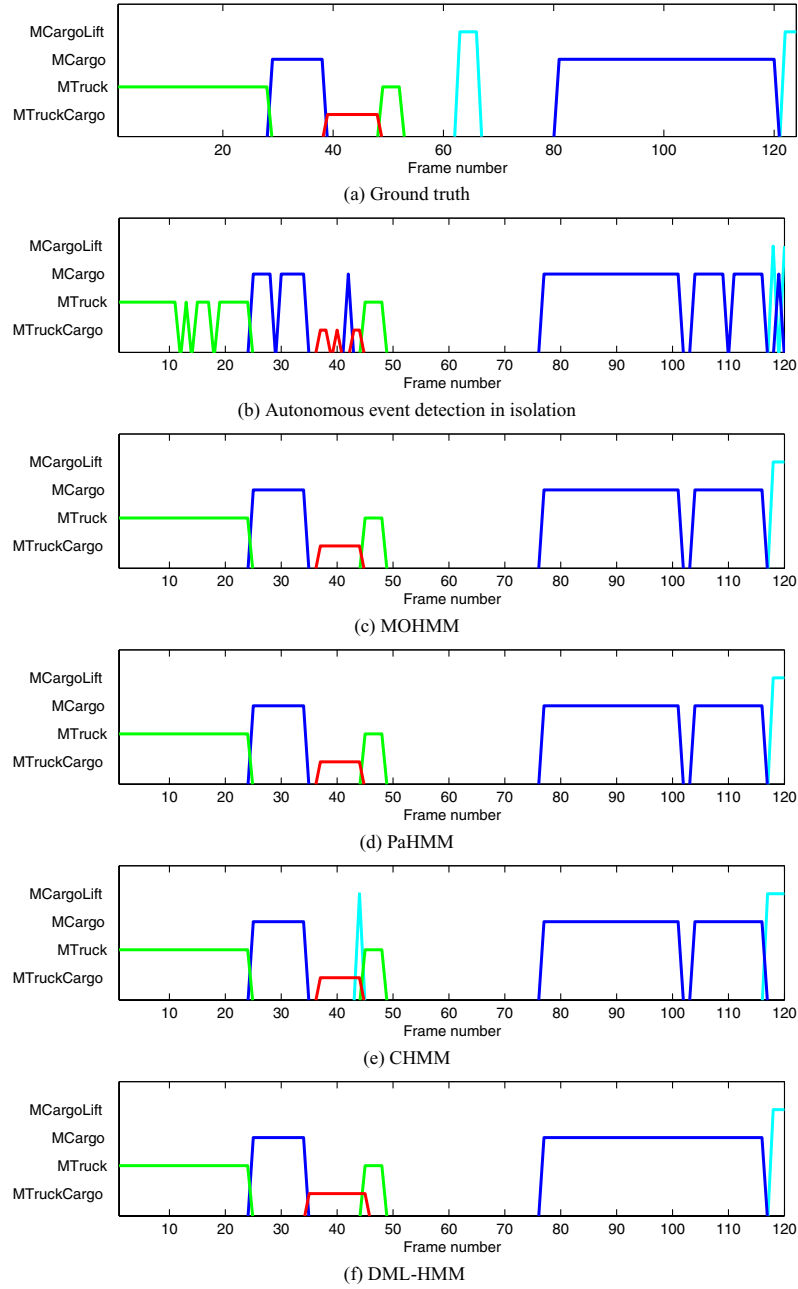 MCargoLift
MCargo
MTruck
MTruckCargo
20 40 60 80 100 120
Frame number
(a) Ground truth
MCargoLift
MCargo
MTruck
MTruckCargo
10 20 30 40 50 60 70 80 90 100 110 120
Frame number
(b) Autonomous event detection in isolation
MCargoLift
MCargo
MTruck
MTruckCargo
10 20 30 40 50 60 70 80 90 100 110 120
Frame number
(c) MOHMM
MCargoLift
MCargo
MTruck
MTruckCargo
10 20 30 40 50 60 70 80 90 100 110 120
Frame number
(d) PaHMM
MCargoLift
MCargo
MTruck
MTruckCargo
10 20 30 40 50 60 70 80 90 100 110 120
Frame number
(e) CHMM
MCargoLift
MCargo
MTruck
MTruckCargo
10 20 30 40 50 60 70 80 90 100 110 120
Frame number
(f) DML-HMM